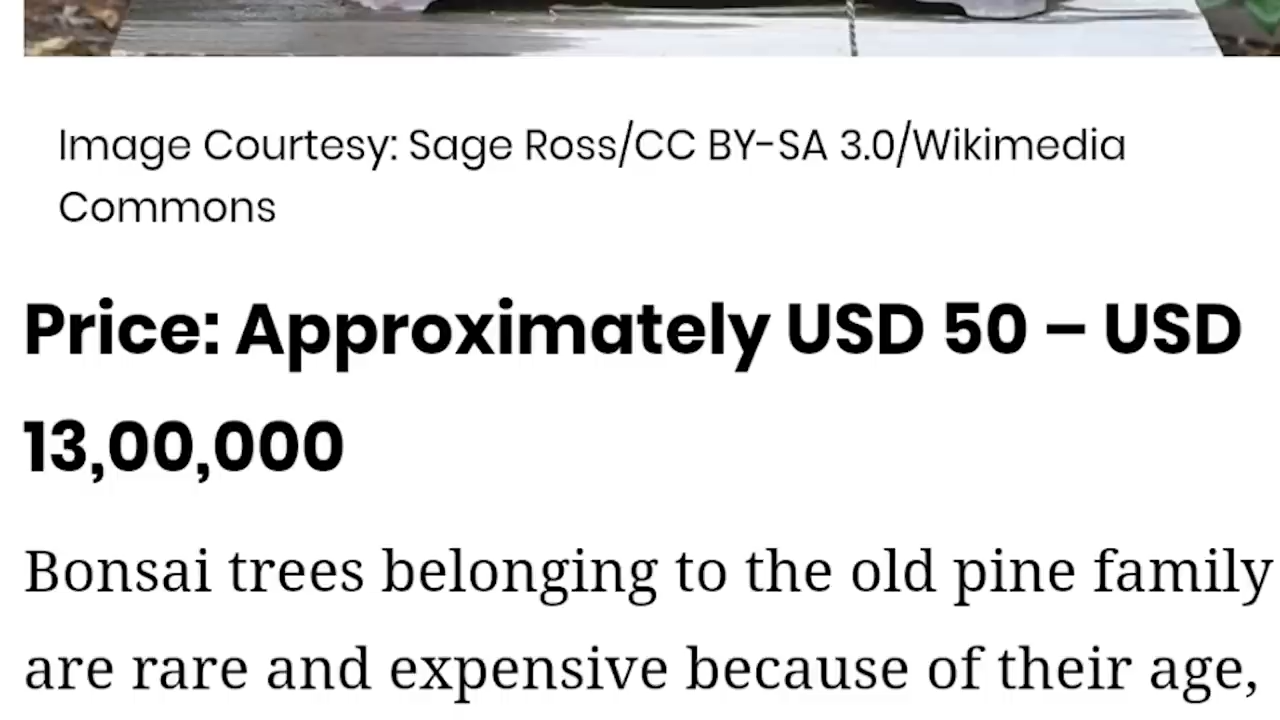 Image Courtesy: Sage Ross/CC BY-SA 3.0/Wikimedia
Commons
Price: Approximately USD 50 – USD
13,00,000
Bonsai trees belonging to the old pine family
are rare and expensive because of their age,